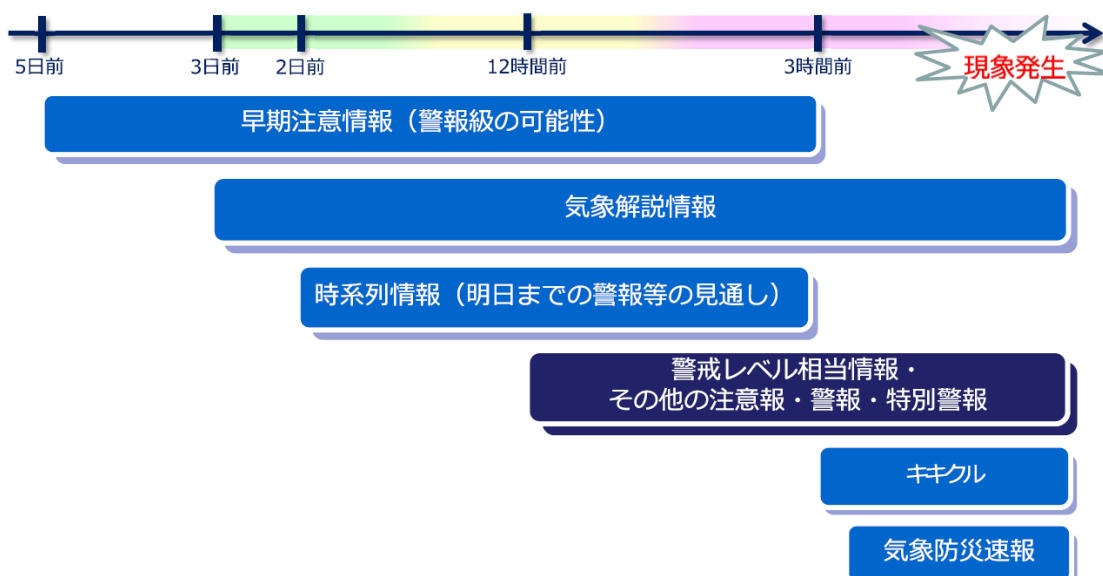 5日前
3日前
2日前
12時間前
3時間前
現象発生
早期注意情報（警報級の可能性）
気象解説情報
時系列情報（明日までの警報等の見通し）
警戒レベル相当情報・
その他の注意報・警報・特別警報
キキクル
気象防災速報